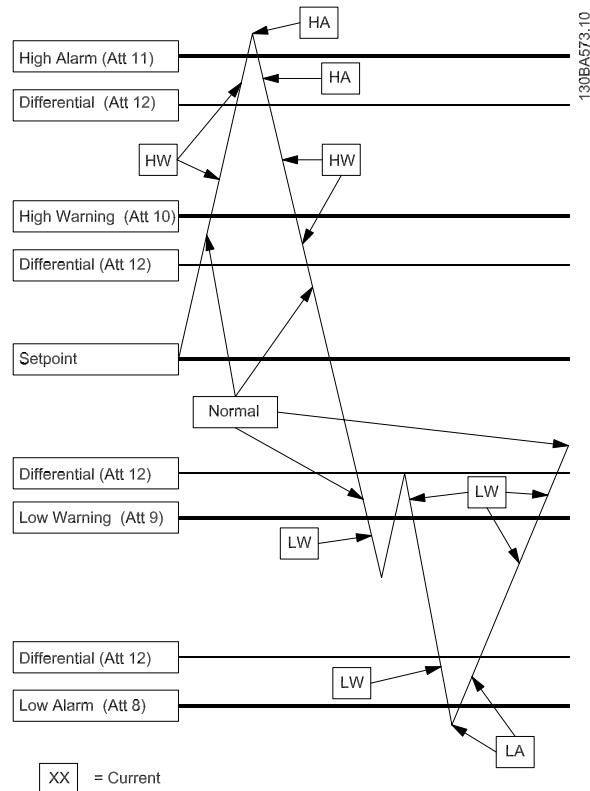 HA
130BA573.10
High Alarm (Att 11)
HA
Differential (Att 12)
HW
HW
High Warning (Att 10)
Differential (Att 12)
Setpoint
Normal
Differential (Att 12)
LW
Low Warning (Att 9)
LW
Differential (Att 12)
LW
Low Alarm (Att 8)
LA
XX = Current